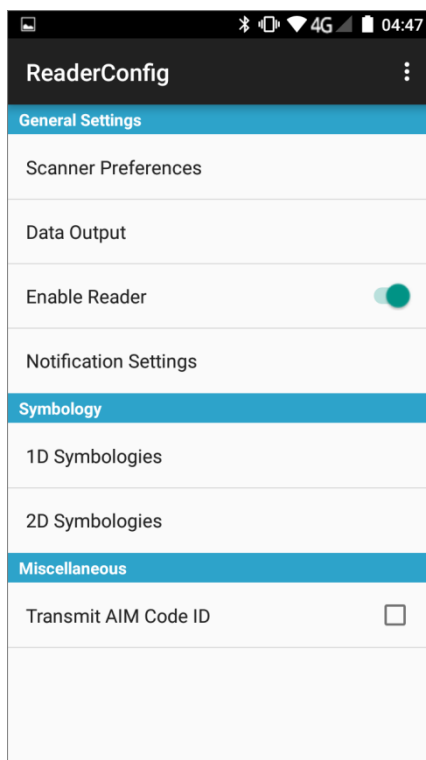 4G 04:47
ReaderConfig
General Settings
Scanner Preferences
Data Output
Enable Reader
Notification Settings
Symbology
1D Symbologies
2D Symbologies
Miscellaneous
Transmit AIM Code ID